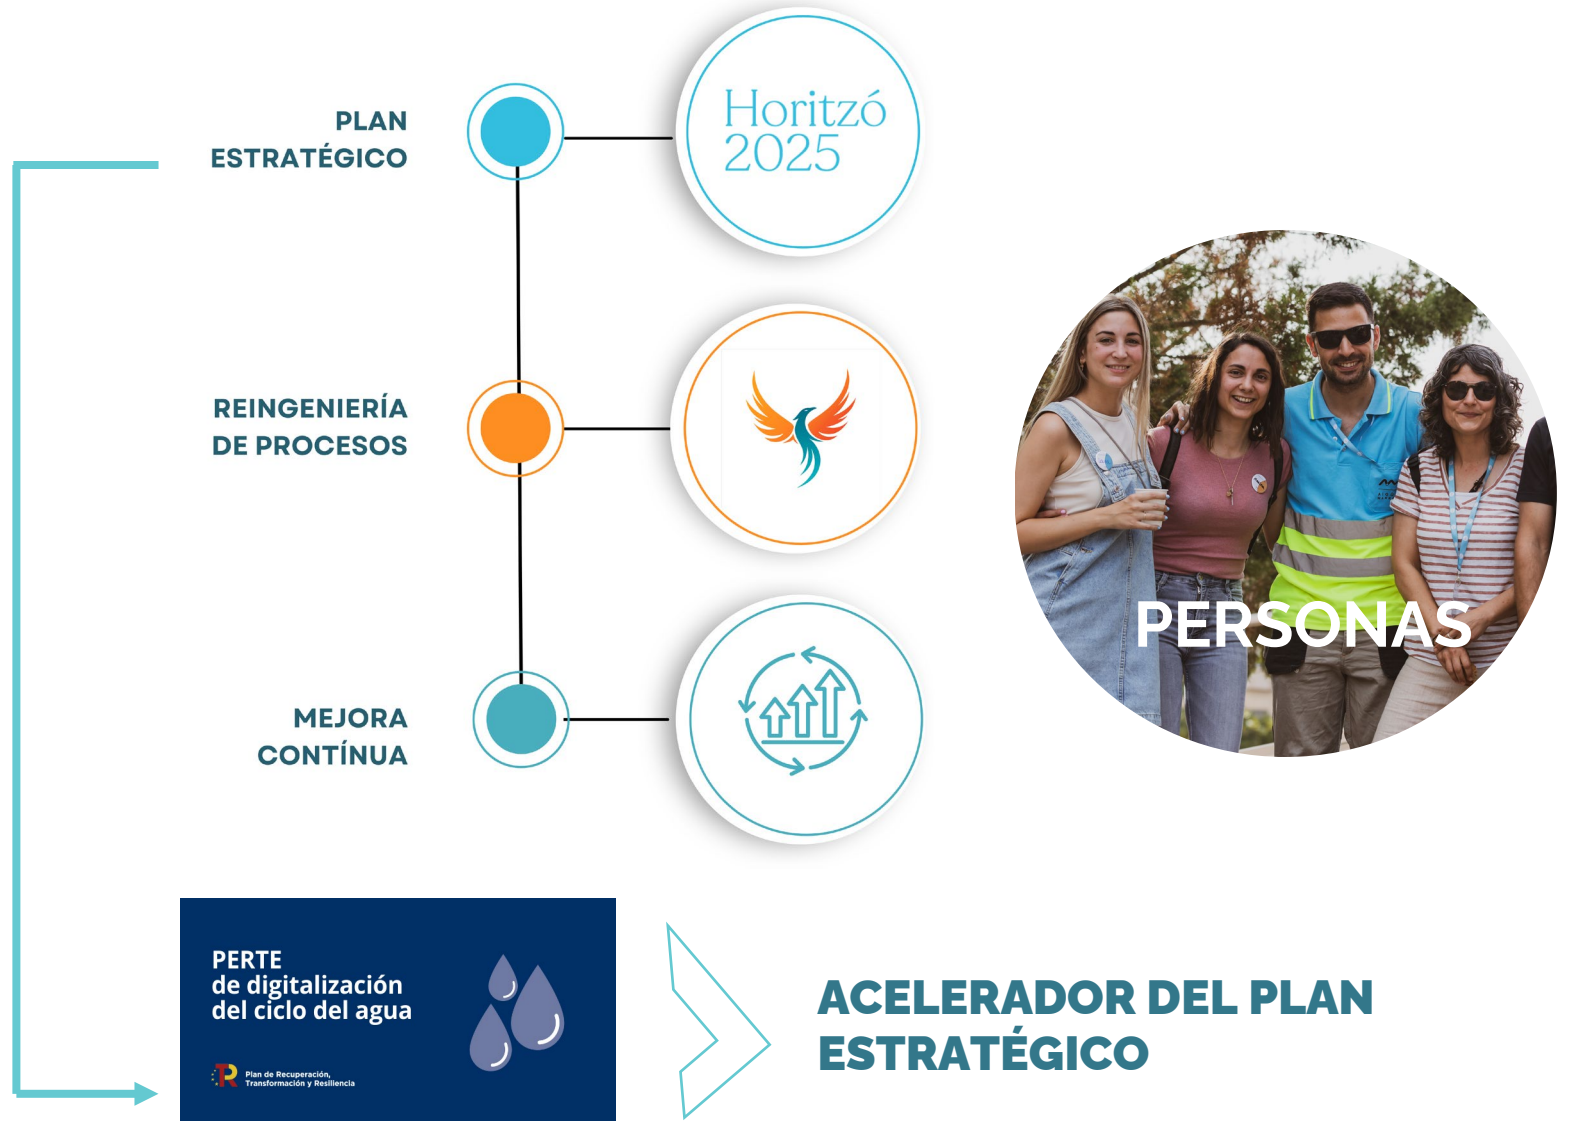 PLAN
ESTRATÉGICO
Horitzó
2025
REINGENIERÍA
DE PROCESOS
MEJORA
CONTÍNUA
PERSONAS
PERTE
de digitalización
del ciclo del agua
Plan de Recuperación,
Transformación y Resiliencia
ACELERADOR DEL PLAN
ESTRATÉGICO